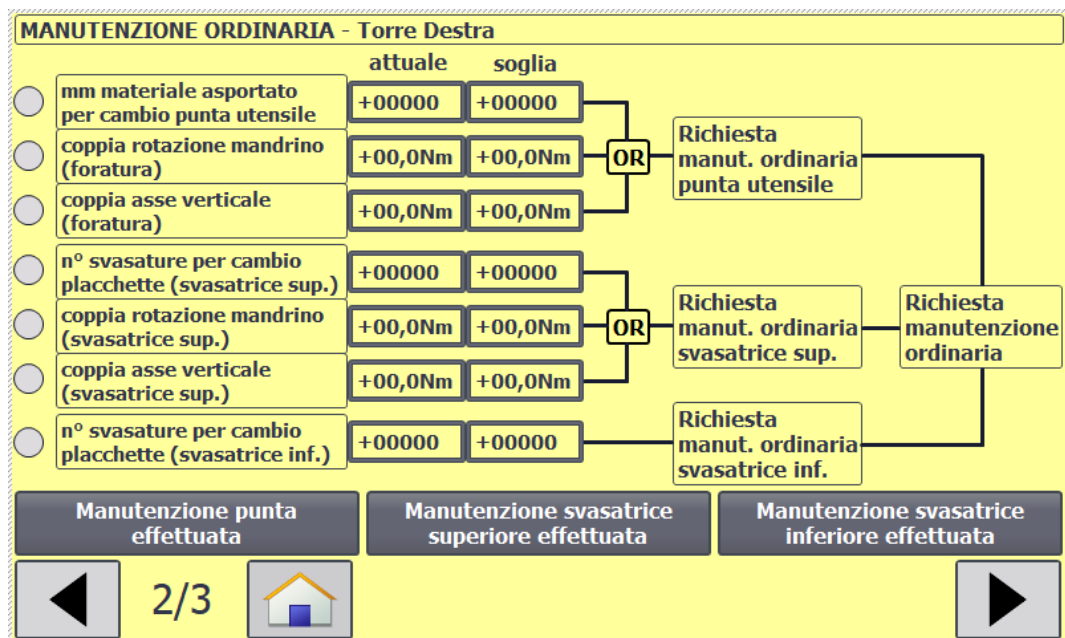 MANUTENZIONE ORDINARIA - Torre Destra
attuale soglia
mm materiale asportato
per cambio punta utensile
+00000 +00000
coppia rotazione mandrino
(foratura)
+00,0Nm +00,0Nm
coppia asse verticale
(foratura)
+00,0Nm +00,0Nm
OR
Richiesta
manut. ordinaria
punta utensile
n° svasature per cambio
placchette (svasatrice sup.)
+00000 +00000
coppia rotazione mandrino
(svasatrice sup.)
+00,0Nm +00,0Nm
coppia asse verticale
(svasatrice sup.)
+00,0Nm +00,0Nm
OR
Richiesta
manut. ordinaria
svasatrice sup.
Richiesta
manutenzione
ordinaria
n° svasature per cambio
placchette (svasatrice inf.)
+00000 +00000
Richiesta
manut. ordinaria
svasatrice inf.
Manutenzione punta
effettuata
Manutenzione svasatrice
superiore effettuata
Manutenzione svasatrice
inferiore effettuata
2/3